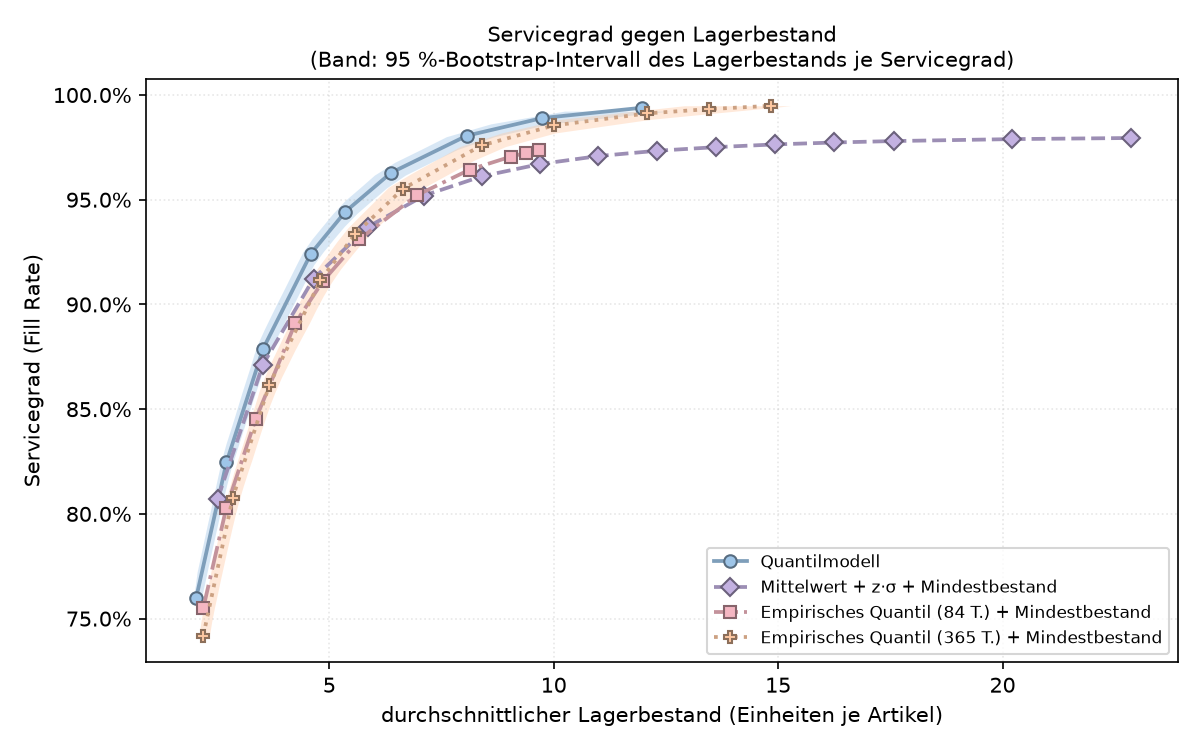 Servicegrad gegen Lagerbestand
(Band: 95 %-Bootstrap-Intervall des Lagerbestands je Servicegrad)
Servicegrad (Fill Rate)
100.0%
95.0%
90.0%
85.0%
80.0%
75.0%
Quantilmodell
Mittelwert + z·σ + Mindestbestand
Empirisches Quantil (84 T.) + Mindestbestand
Empirisches Quantil (365 T.) + Mindestbestand
5 10 15 20
durchschnittlicher Lagerbestand (Einheiten je Artikel)